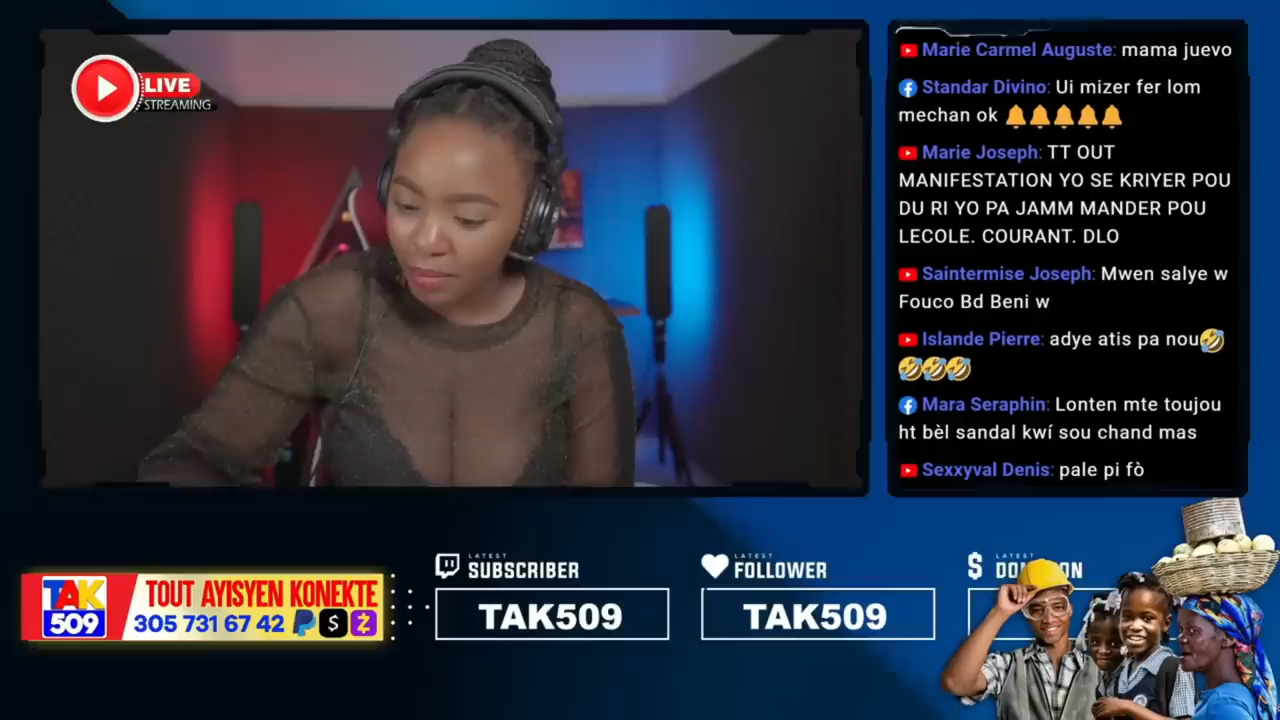 LIVE
STREAMING
Marie Carmel Auguste: mama juevo
Standar Divino: Ui mizer fer lom
mechan ok 🔔🔔🔔🔔🔔
Marie Joseph: TT OUT
MANIFESTATION YO SE KRIYER POU
DU RI YO PA JAMM MANDER POU
LECOLE. COURANT. DLO
Saintermise Joseph: Mwen salye w
Fouco Bd Beni w
Islande Pierre: adye atis pa nou🤣
🤣🤣🤣
Mara Seraphin: Lonten mte toujou
ht bèl sandal kwí sou chand mas
Sexxyval Denis: pale pi fò
TAK
509
TOUT AYISYEN KONEKTE
305 731 67 42
LATEST
SUBSCRIBER
TAK509
LATEST
FOLLOWER
TAK509
LATEST